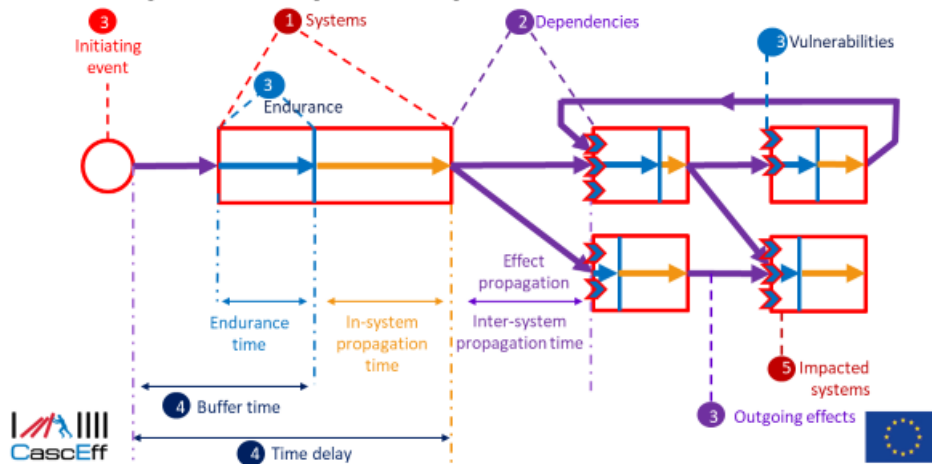 3
Initiating
event
1 Systems
3
Endurance
2 Dependencies
3 Vulnerabilities
Effect
propagation
Endurance
time
In-system
propagation
time
Inter-system
propagation time
4 Buffer time
4 Time delay
5 Impacted
systems
3 Outgoing effects
CascEff